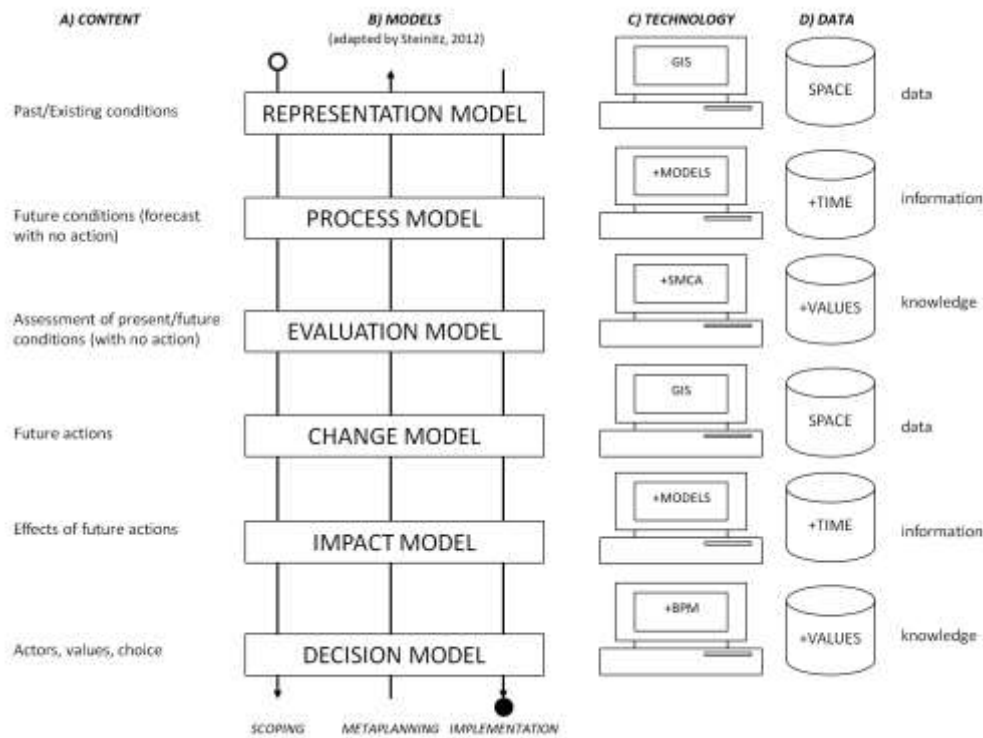 A) CONTENT
B) MODELS
(adapted by Steinitz, 2012)
C) TECHNOLOGY
D) DATA
Past/Existing conditions
REPRESENTATION MODEL
GIS
SPACE
data
Future conditions (forecast
with no action)
PROCESS MODEL
+MODELS
+TIME
information
Assessment of present/future
conditions (with no action)
EVALUATION MODEL
+SMCA
+VALUES
knowledge
Future actions
CHANGE MODEL
GIS
SPACE
data
Effects of future actions
IMPACT MODEL
+MODELS
+TIME
information
Actors, values, choice
DECISION MODEL
+BPM
+VALUES
knowledge
SCOPING
METAPLANNING
IMPLEMENTATION